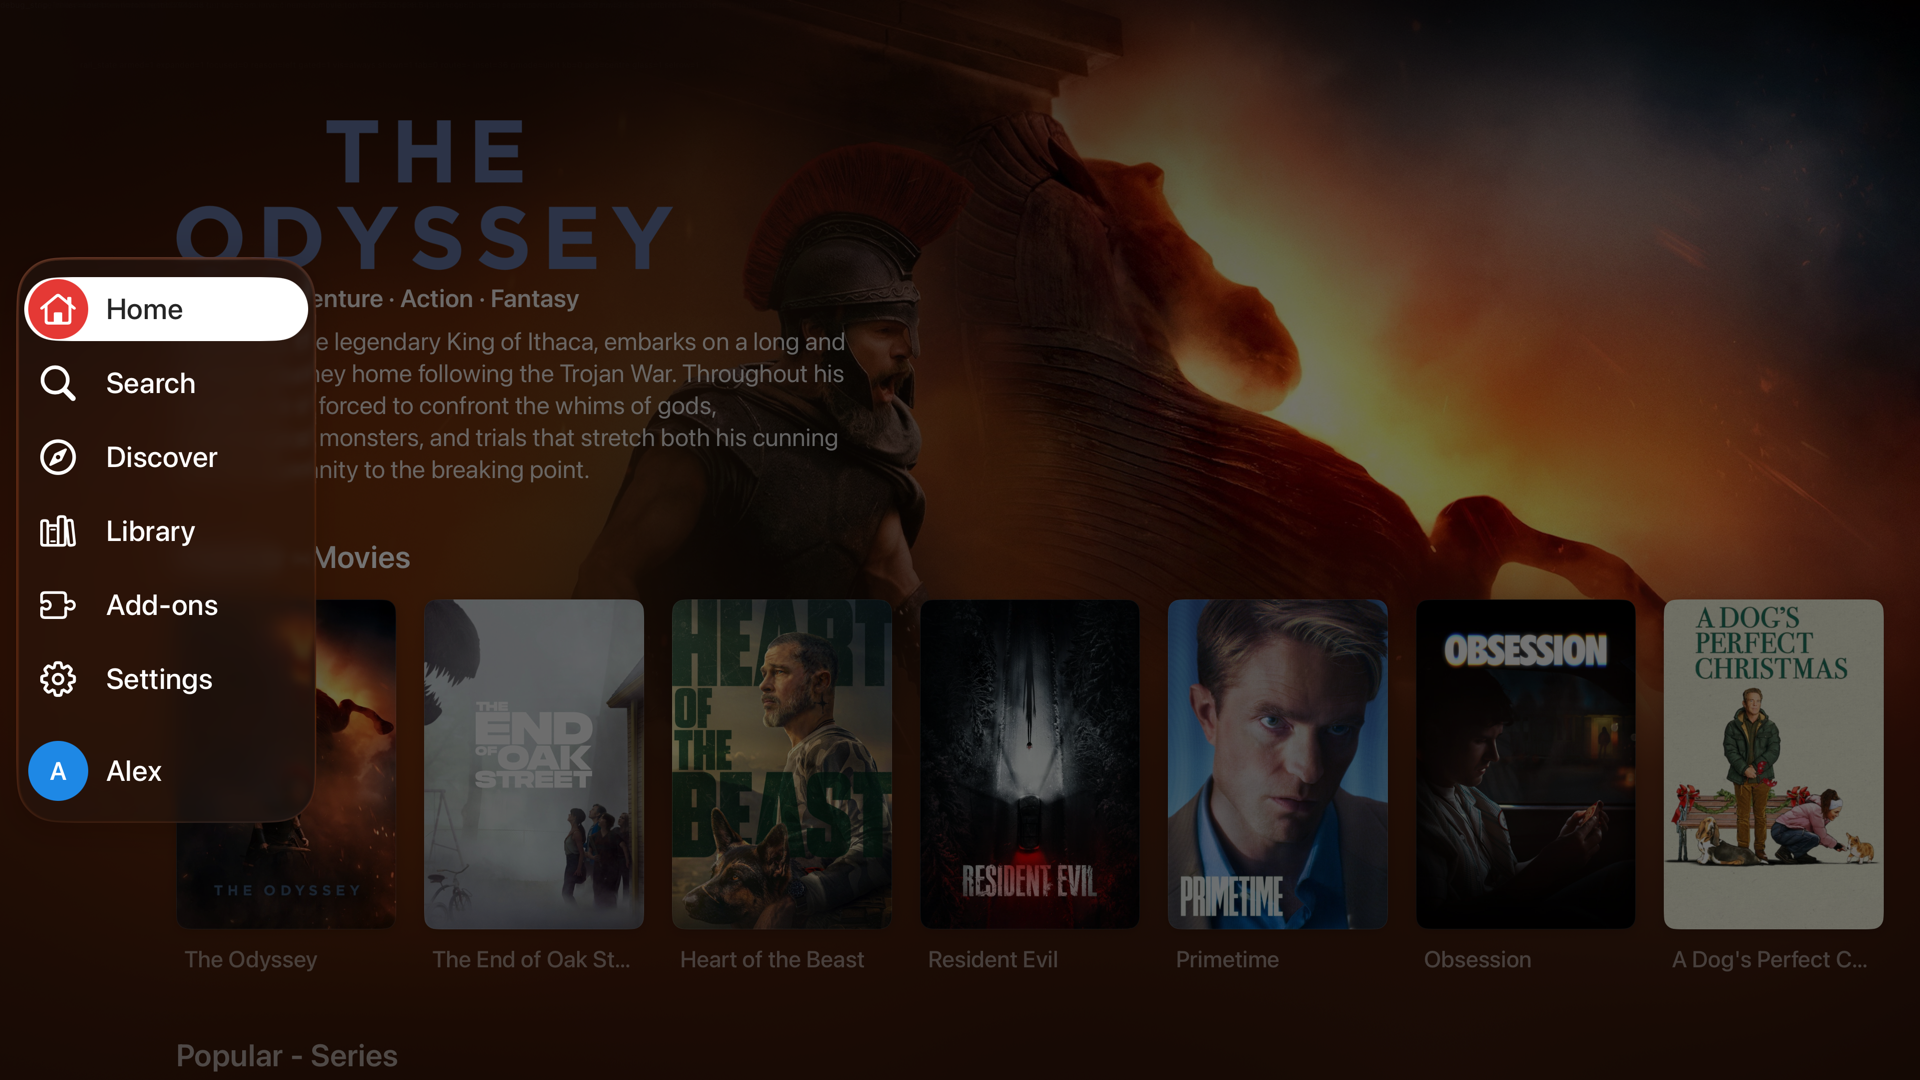 THE
ODYSSEY
enture · Action · Fantasy
e legendary King of Ithaca, embarks on a long and
ney home following the Trojan War. Throughout his
forced to confront the whims of gods,
monsters, and trials that stretch both his cunning
anity to the breaking point.
Home
Search
Discover
Library
Add-ons
Settings
A Alex
Movies
THE ODYSSEY
THE
END
OF OAK
STREET
HEART
OF
THE
BEAST
RESIDENT EVIL
PRIMETIME
OBSESSION
A DOG'S
PERFECT
CHRISTMAS
The Odyssey
The End of Oak St...
Heart of the Beast
Resident Evil
Primetime
Obsession
A Dog's Perfect C...
Popular - Series